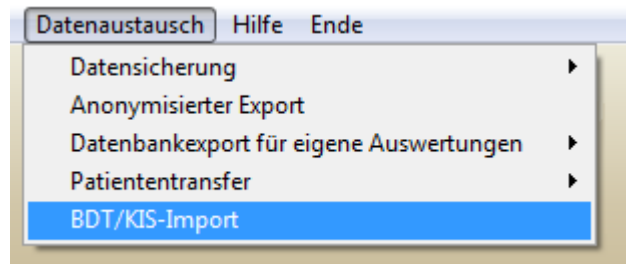 Datenaustausch Hilfe Ende
Datensicherung
Anonymisierter Export
Datenbankexport für eigene Auswertungen
Patiententransfer
BDT/KIS-Import